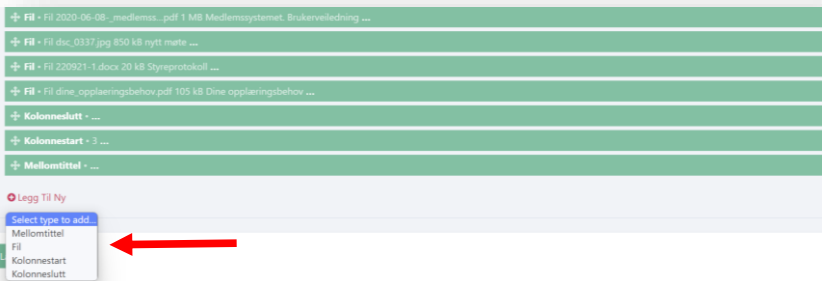 Fil - Fil 2020-06-08-_medlemss...pdf 1 MB Medlemssystemet. Brukerveiledning ...
Fil - Fil dsc_0337.jpg 850 kB nytt møte ...
Fil - Fil 220921-1.docx 20 kB Styreprotokoll ...
Fil - Fil dine_opplaeringsbehov.pdf 105 kB Dine opplæringsbehov ...
Kolonneslutt - ...
Kolonnestart - 3 ...
Mellomtittel - ...
Legg Til Ny
Select type to add...
Mellomtittel
Fil
Kolonnestart
Kolonneslutt